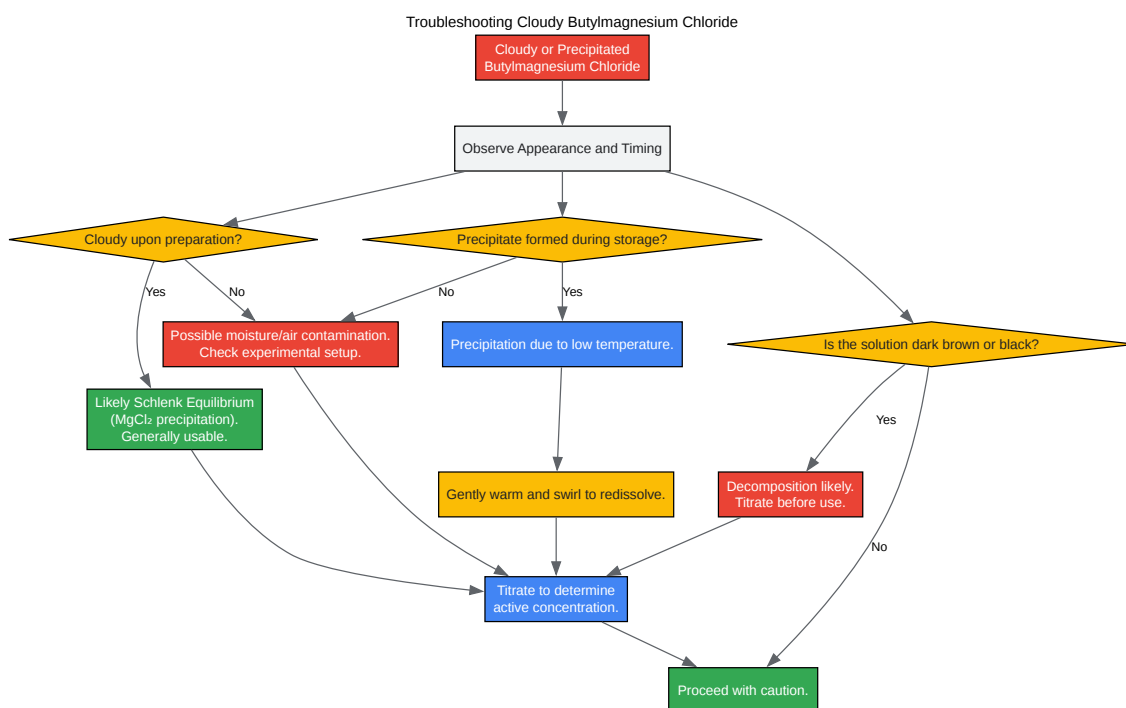 Troubleshooting Cloudy Butylmagnesium Chloride
Cloudy or Precipitated
Butylmagnesium Chloride
Observe Appearance and Timing
Cloudy upon preparation?
Precipitate formed during storage?
Yes
No
No
Yes
Possible moisture/air contamination.
Check experimental setup.
Precipitation due to low temperature.
Is the solution dark brown or black?
Likely Schlenk Equilibrium
(MgCl₂ precipitation).
Generally usable.
Yes
Gently warm and swirl to redissolve.
Decomposition likely.
Titrate before use.
No
Titrate to determine
active concentration.
Proceed with caution.